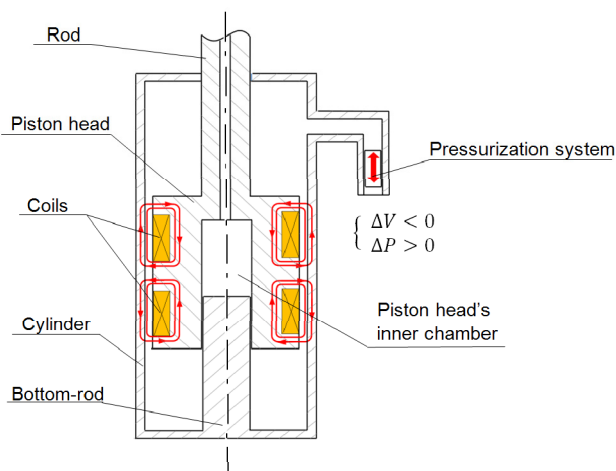 Rod
Piston head
Pressurization system
Coils
ΔV < 0
ΔP > 0
Piston head's
inner chamber
Cylinder
Bottom-rod